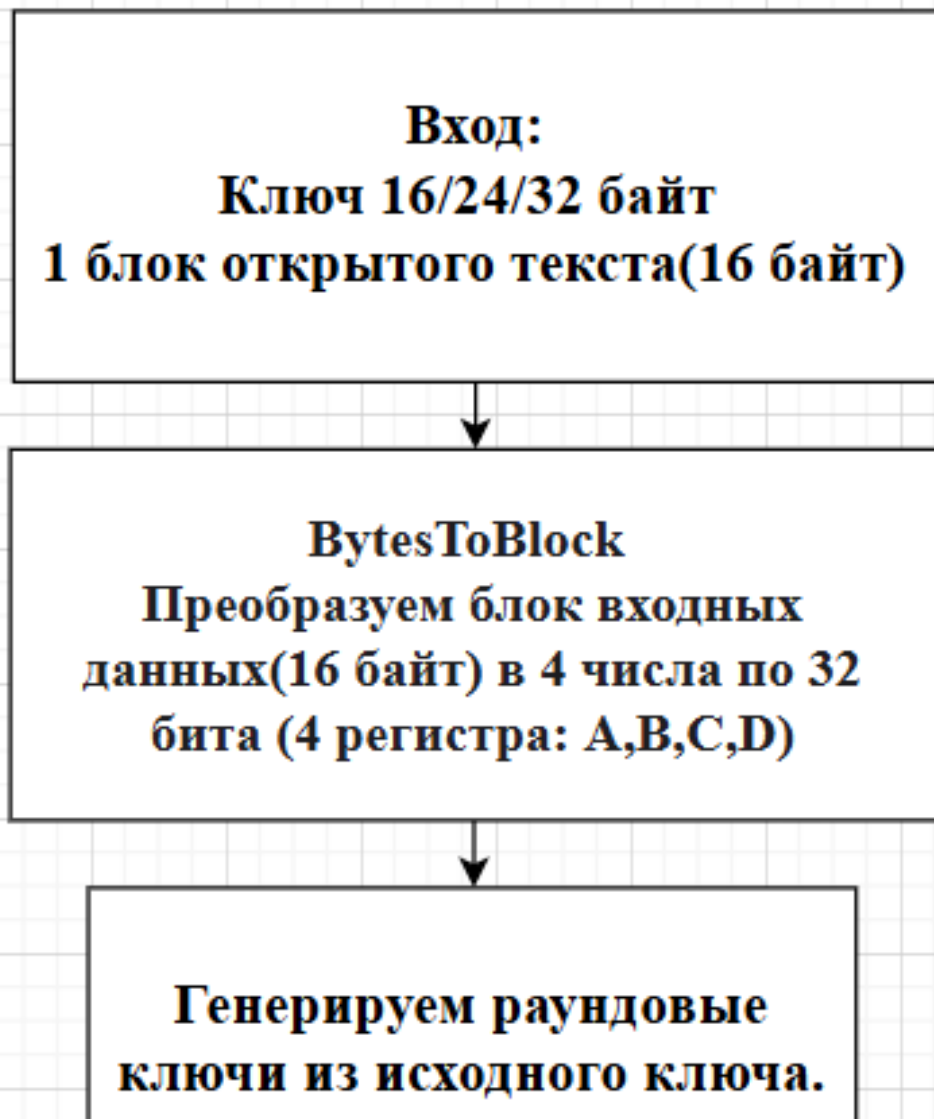 Вход:
Ключ 16/24/32 байт
1 блок открытого текста(16 байт)
BytesToBlock
Преобразуем блок входных
данных(16 байт) в 4 числа по 32
бита (4 регистра: A,B,C,D)
Генерируем раундовые
ключи из исходного ключа.